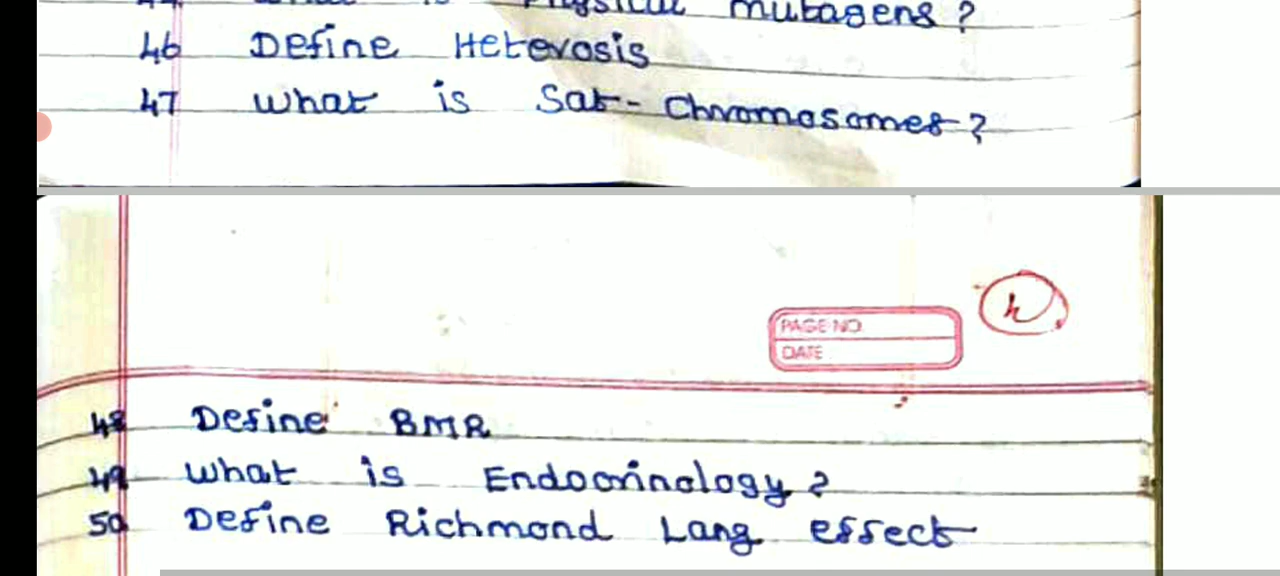 Physical mutagens ?
46 Define Heterosis
47 What is Sat - Chromosomes ?
PAGE NO.
DATE
48 Define BMR
49 What is Endocrinology ?
50 Define Richmond Lang effect